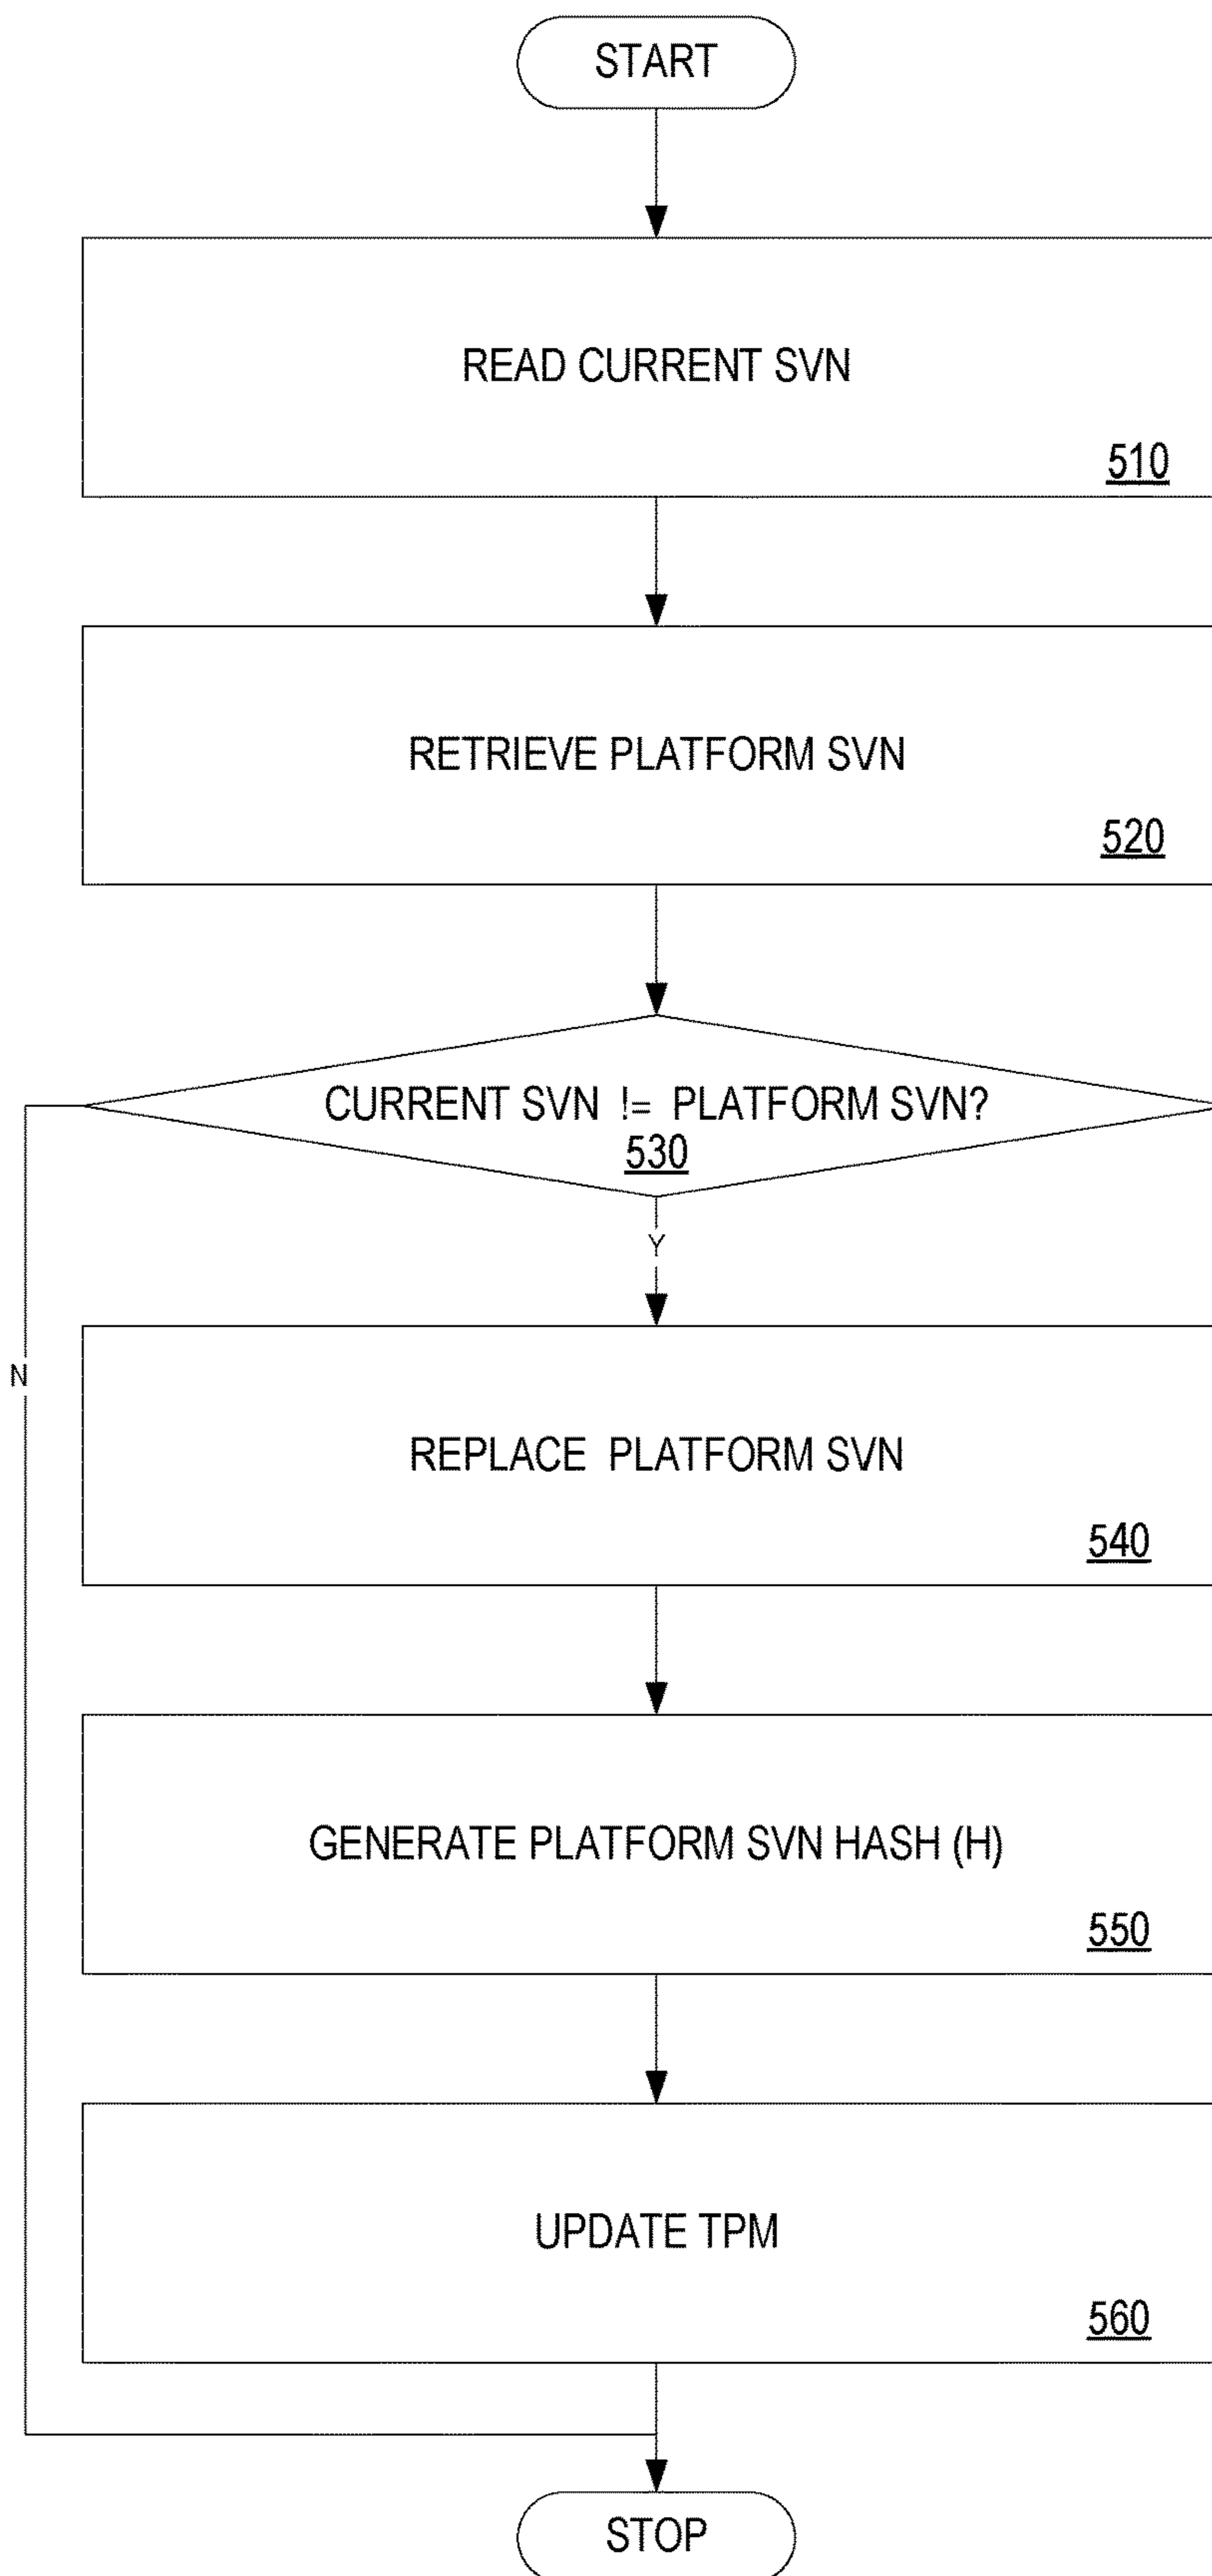 START
READ CURRENT SVN
510
RETRIEVE PLATFORM SVN
520
CURRENT SVN != PLATFORM SVN?
530
Y
N
REPLACE PLATFORM SVN
540
GENERATE PLATFORM SVN HASH (H)
550
UPDATE TPM
560
STOP